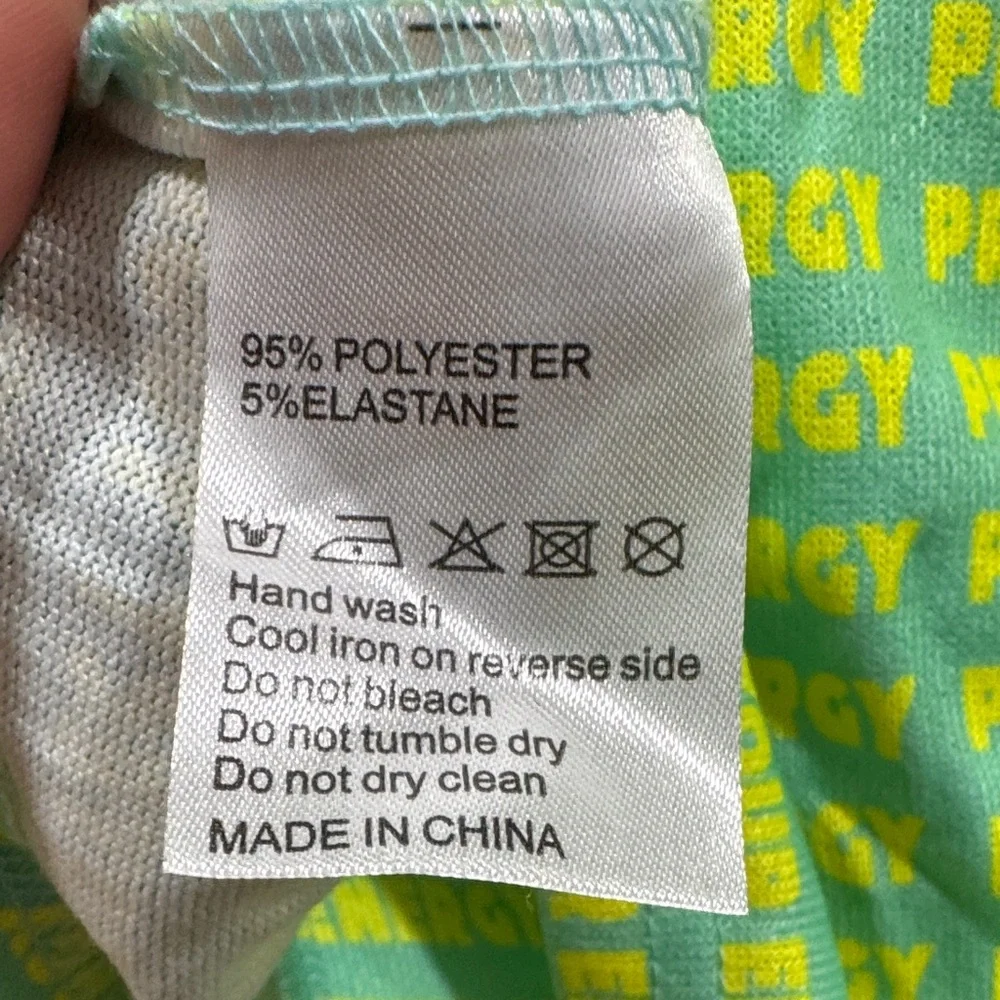 95% POLYESTER
5%ELASTANE
Hand wash
Cool iron on reverse side
Do not bleach
Do not tumble dry
Do not dry clean
MADE IN CHINA
ENERGY